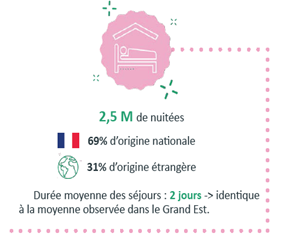 2,5 M de nuitées
69% d'origine nationale
31% d'origine étrangère
Durée moyenne des séjours : 2 jours -> identique
à la moyenne observée dans le Grand Est.